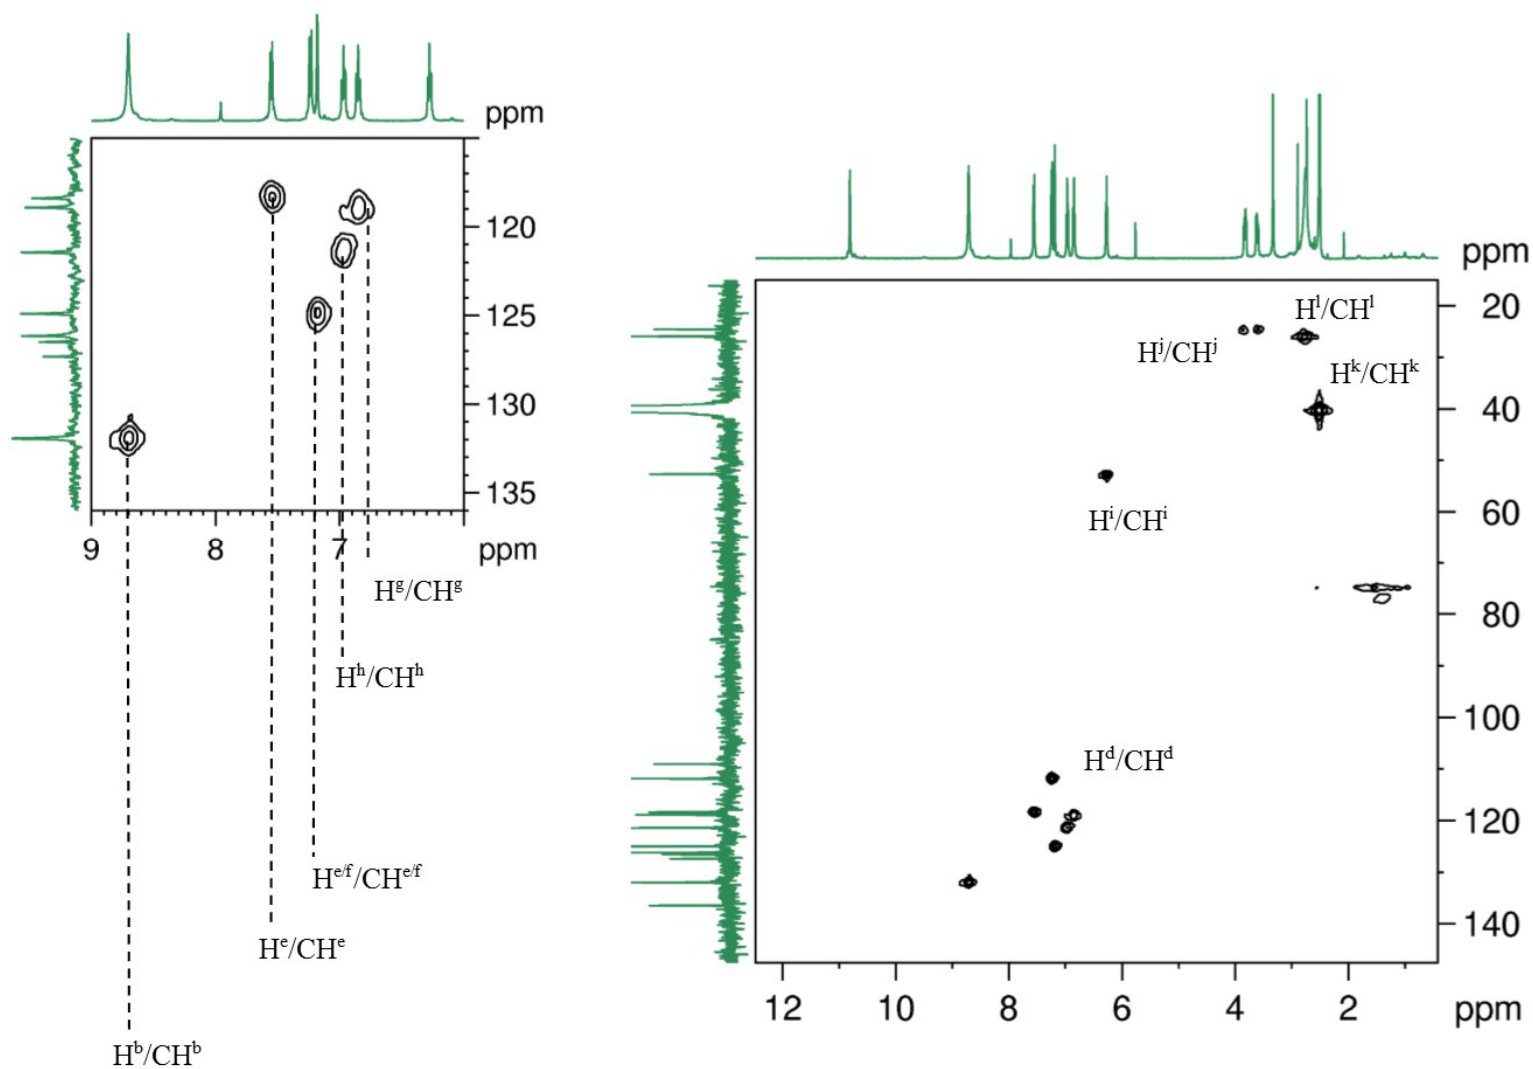 ppm
120
125
130
135
9
8
7
ppm
Hᵍ/CHᵍ
Hʰ/CHʰ
Hᵉ/ᶠ/CHᵉ/ᶠ
Hᵉ/CHᵉ
Hᵇ/CHᵇ
ppm
20
40
60
80
100
120
140
Hˡ/CHˡ
Hʲ/CHʲ
Hᵏ/CHᵏ
Hⁱ/CHⁱ
Hᵈ/CHᵈ
12
10
8
6
4
2
ppm